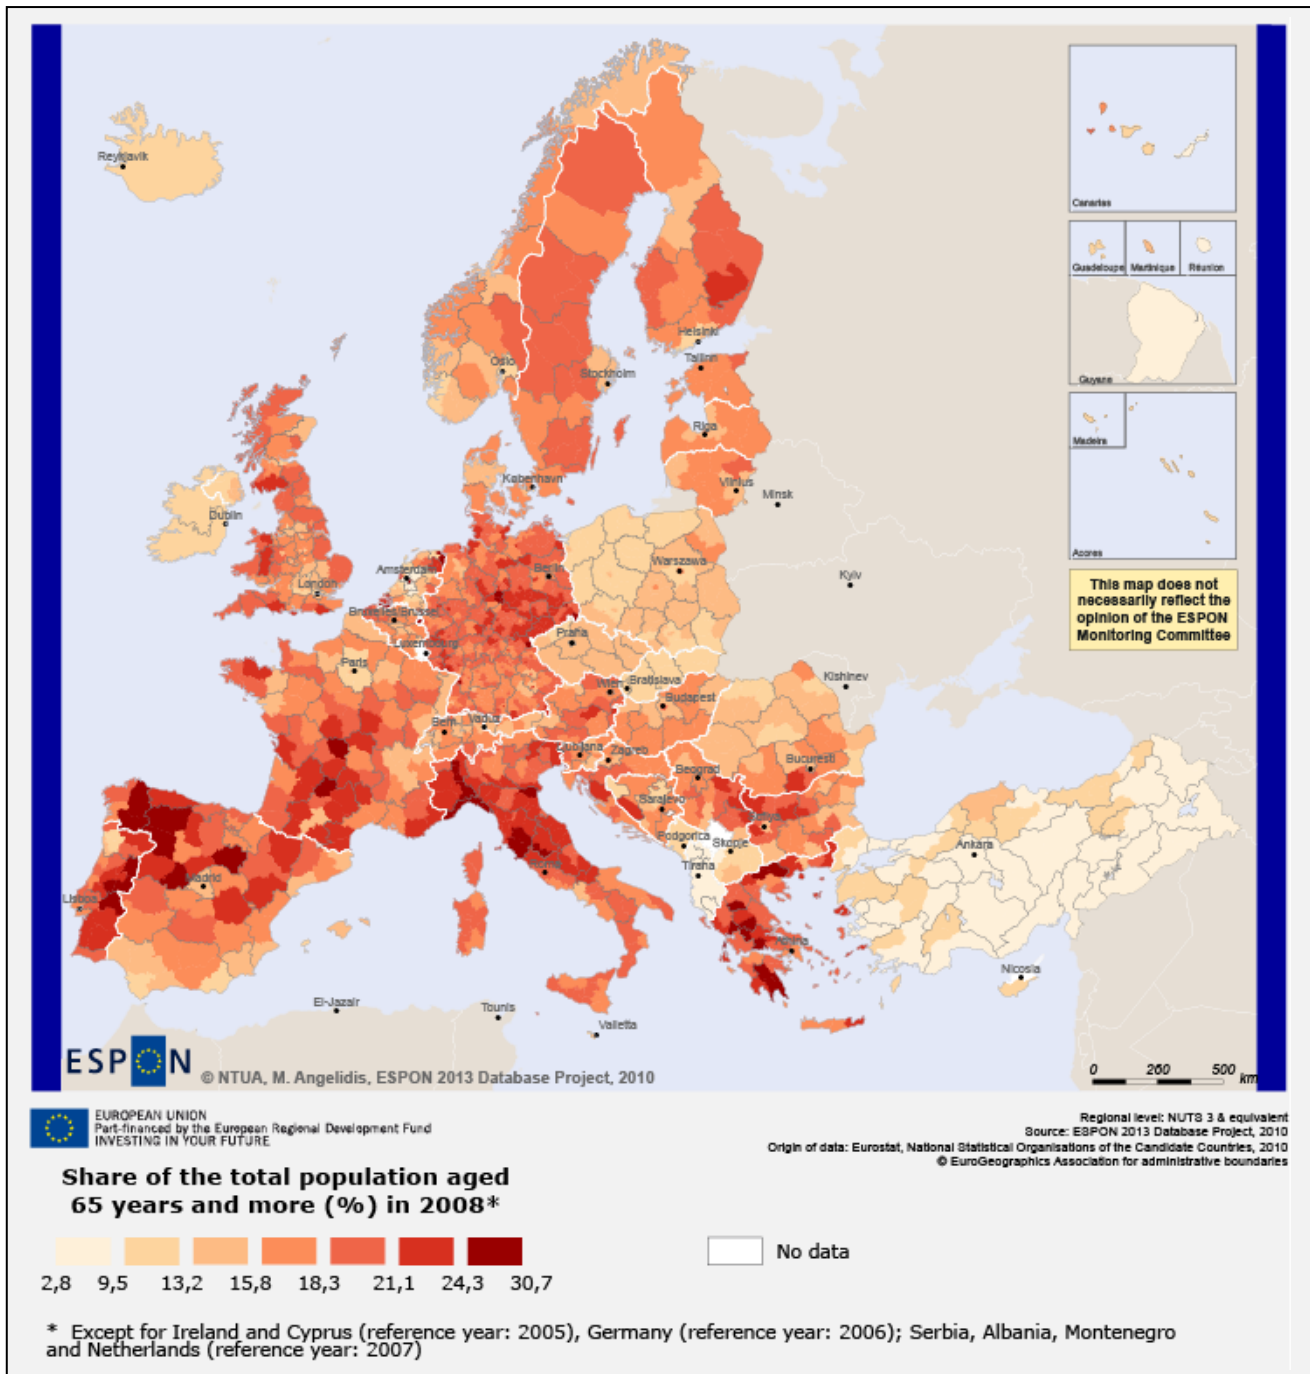 Reykjavik
Canarias
Guadeloupe Martinique Réunion
Guyane
Helsinki
Tallinn
Oslo
Stockholm
Madeira
Riga
København
Vilnius
Minsk
Dublin
Acores
Warszawa
Amsterdam
Berlin
Kyiv
London
This map does not
necessarily reflect the
opinion of the ESPON
Monitoring Committee
Praha
Luxembourg
Paris
Kishinev
Wien Bratislava
Budapest
Bern Vaduz
Ljubljana Zagreb
Bucuresti
Beograd
Sarajevo
Sofiya
Podgorica
Skopje
Ankara
Tirana
Madrid
Roma
Lisboa
Athina
Nicosia
El-Jazair
Tounis
Valletta
ESPON
© NTUA, M. Angelidis, ESPON 2013 Database Project, 2010
0 250 500
km
EUROPEAN UNION
Part-financed by the European Regional Development Fund
INVESTING IN YOUR FUTURE
Regional level: NUTS 3 & equivalent
Source: ESPON 2013 Database Project, 2010
Origin of data: Eurostat, National Statistical Organisations of the Candidate Countries, 2010
© EuroGeographics Association for administrative boundaries
Share of the total population aged
65 years and more (%) in 2008*
No data
2,8 9,5 13,2 15,8 18,3 21,1 24,3 30,7
* Except for Ireland and Cyprus (reference year: 2005), Germany (reference year: 2006); Serbia, Albania, Montenegro
and Netherlands (reference year: 2007)